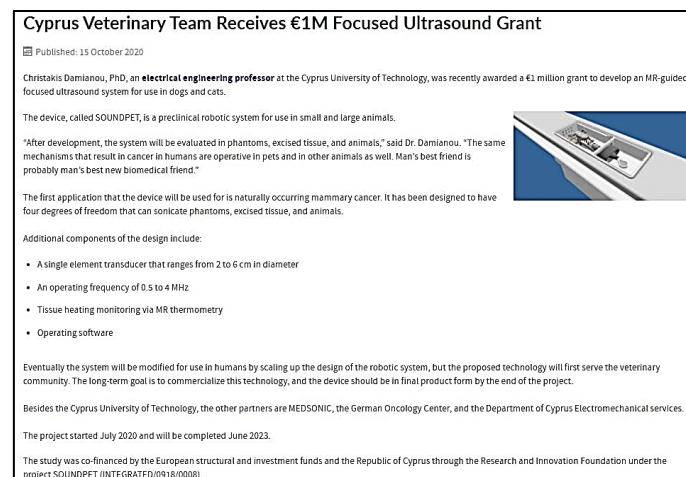 Cyprus Veterinary Team Receives €1M Focused Ultrasound Grant
Published: 15 October 2020
Christakis Damianou, PhD, an electrical engineering professor at the Cyprus University of Technology, was recently awarded a €1 million grant to develop an MR-guided
focused ultrasound system for use in dogs and cats.
The device, called SOUNDPET, is a preclinical robotic system for use in small and large animals.
“After development, the system will be evaluated in phantoms, excised tissue, and animals,” said Dr. Damianou. “The same
mechanisms that result in cancer in humans are operative in pets and in other animals as well. Man’s best friend is
probably man’s best new biomedical friend.”
The first application that the device will be used for is naturally occurring mammary cancer. It has been designed to have
four degrees of freedom that can sonicate phantoms, excised tissue, and animals.
Additional components of the design include:
• A single element transducer that ranges from 2 to 6 cm in diameter
• An operating frequency of 0.5 to 4 MHz
• Tissue heating monitoring via MR thermometry
• Operating software
Eventually the system will be modified for use in humans by scaling up the design of the robotic system, but the proposed technology will first serve the veterinary
community. The long-term goal is to commercialize this technology, and the device should be in final product form by the end of the project.
Besides the Cyprus University of Technology, the other partners are MEDSONIC, the German Oncology Center, and the Department of Cyprus Electromechanical services.
The project started July 2020 and will be completed June 2023.
The study was co-financed by the European structural and investment funds and the Republic of Cyprus through the Research and Innovation Foundation under the
project SOUNDPET (INTEGRATED/0918/0008)